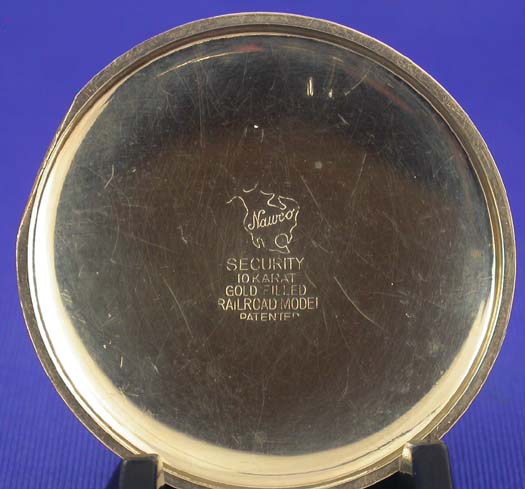 Nawco
SECURITY
10 KARAT
GOLD FILLED
RAILROAD MODEL
PATENTED